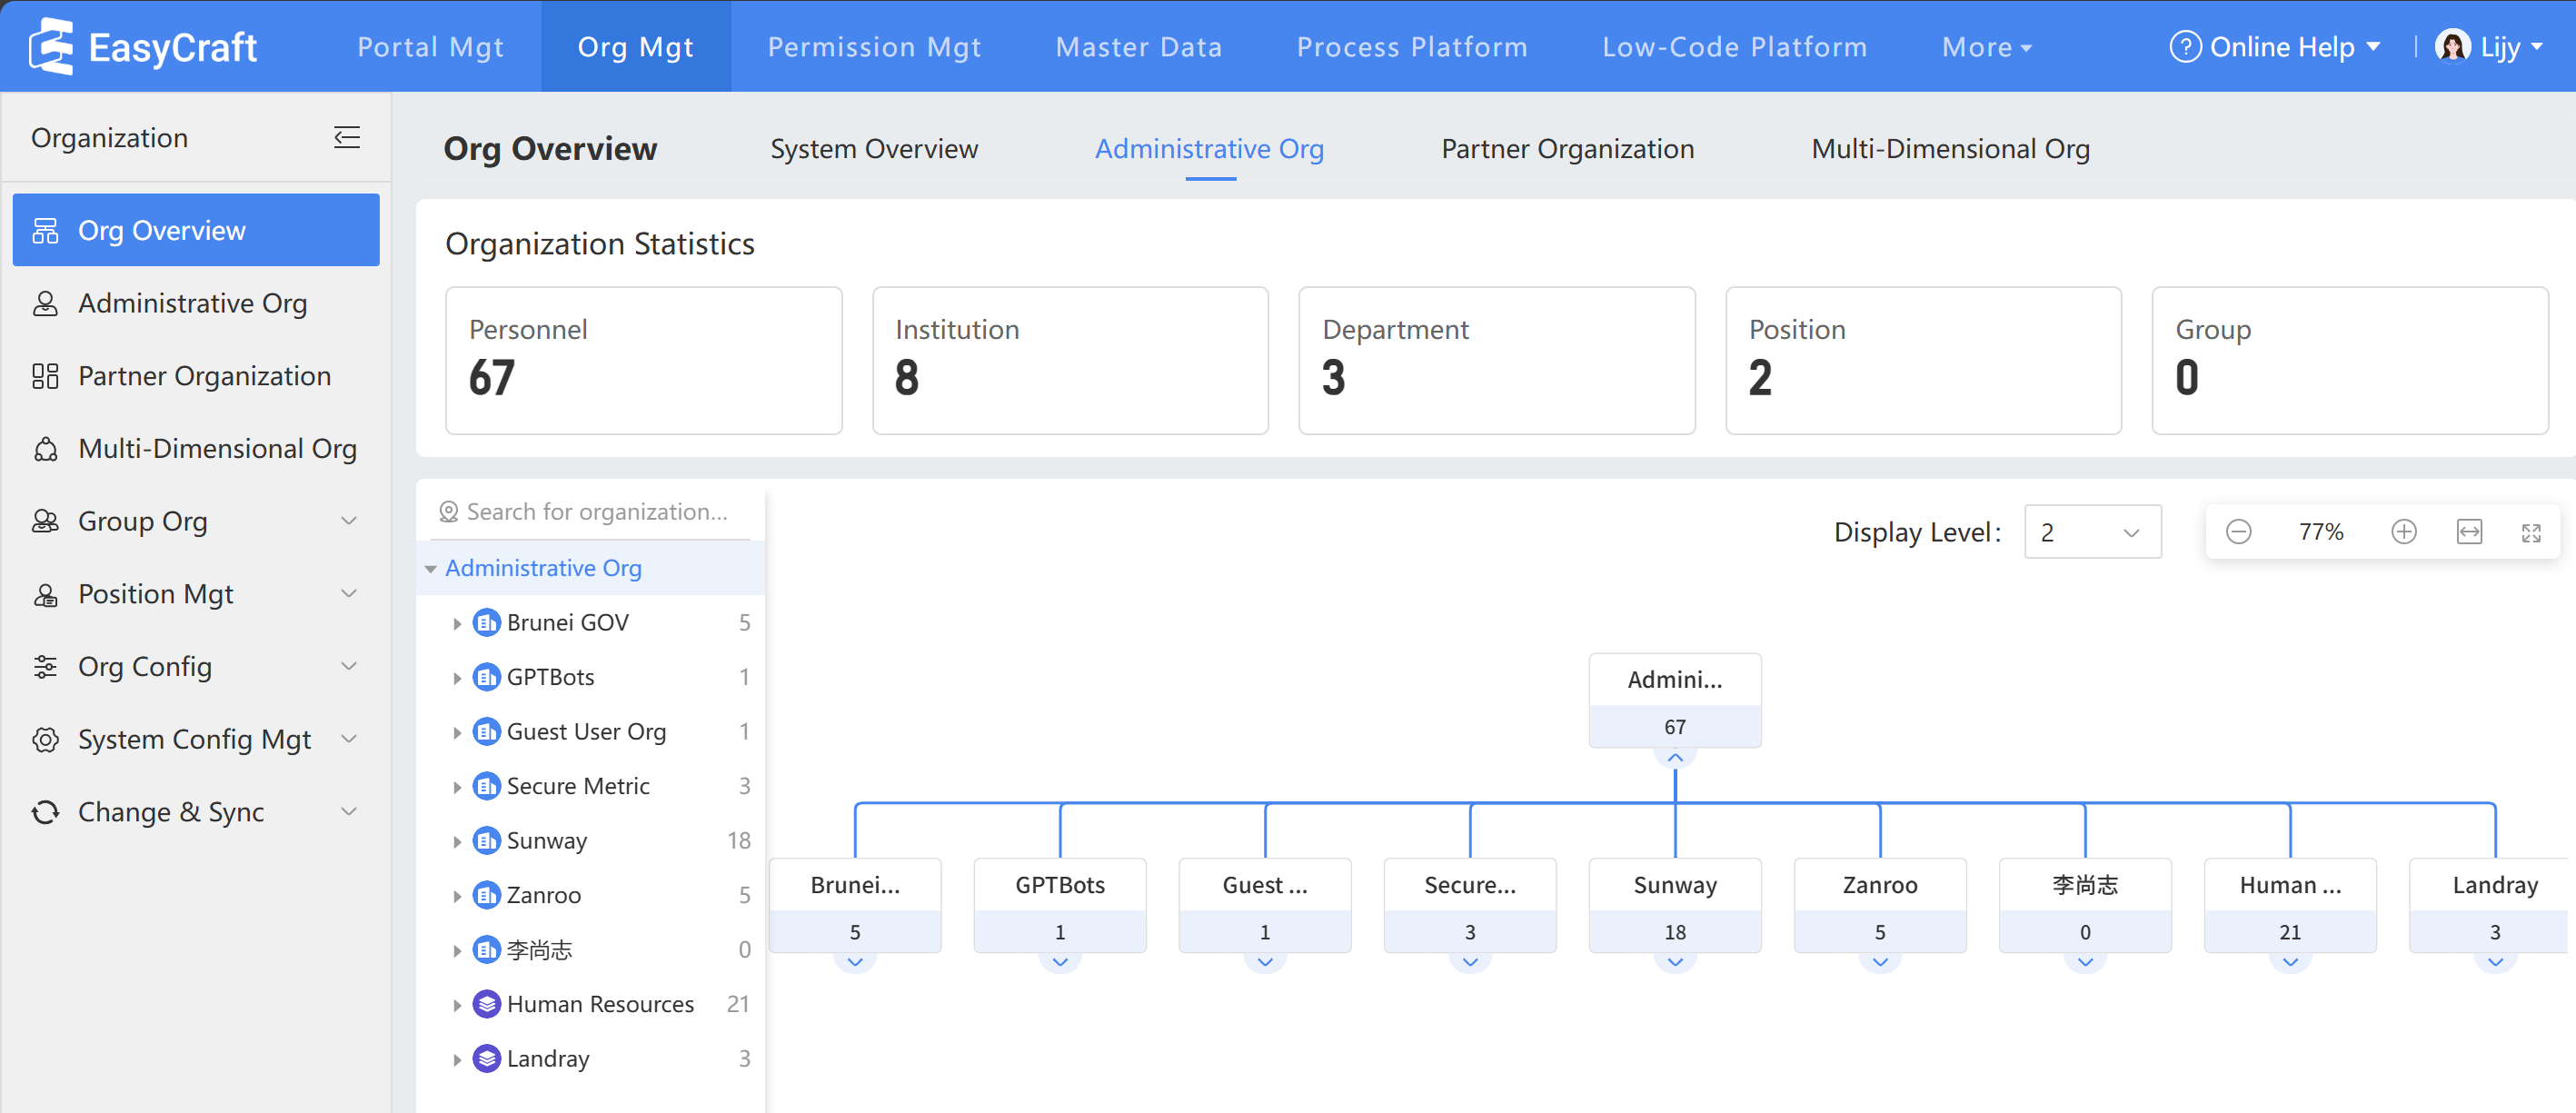 EasyCraft
Portal Mgt
Org Mgt
Permission Mgt
Master Data
Process Platform
Low-Code Platform
More
? Online Help
Lijy
Organization
Org Overview
Administrative Org
Partner Organization
Multi-Dimensional Org
Group Org
Position Mgt
Org Config
System Config Mgt
Change & Sync
Org Overview
System Overview
Administrative Org
Partner Organization
Multi-Dimensional Org
Organization Statistics
Personnel
67
Institution
8
Department
3
Position
2
Group
0
Search for organization...
Administrative Org
Brunei GOV 5
GPTBots 1
Guest User Org 1
Secure Metric 3
Sunway 18
Zanroo 5
李尚志 0
Human Resources 21
Landray 3
Display Level: 2
77%
Admini...
67
Brunei...
5
GPTBots
1
Guest ...
1
Secure...
3
Sunway
18
Zanroo
5
李尚志
0
Human ...
21
Landray
3